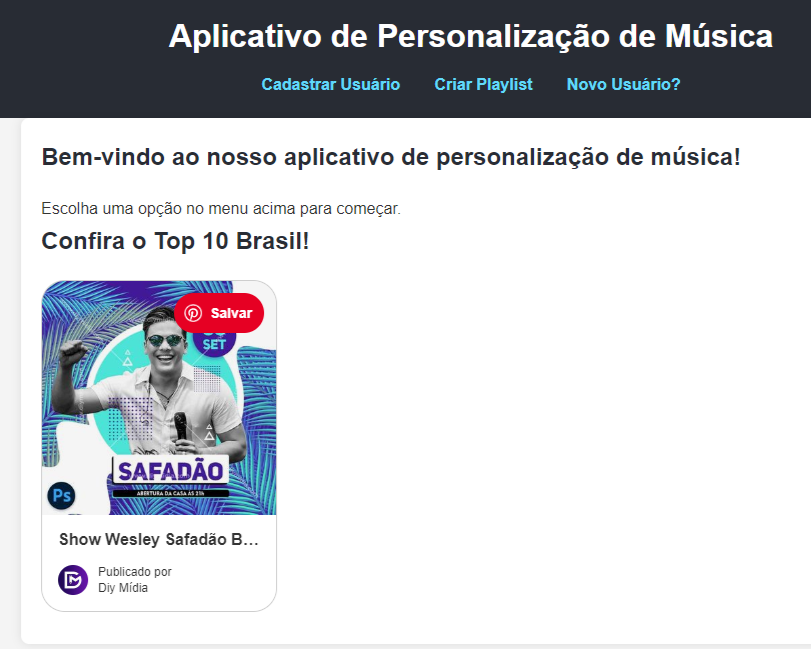 Aplicativo de Personalização de Música
Cadastrar Usuário Criar Playlist Novo Usuário?
Bem-vindo ao nosso aplicativo de personalização de música!
Escolha uma opção no menu acima para começar.
Confira o Top 10 Brasil!
Salvar
SET
SAFADÃO
ABERTURA DA CASA ÀS 21h
Ps
Show Wesley Safadão B...
Publicado por
Diy Mídia